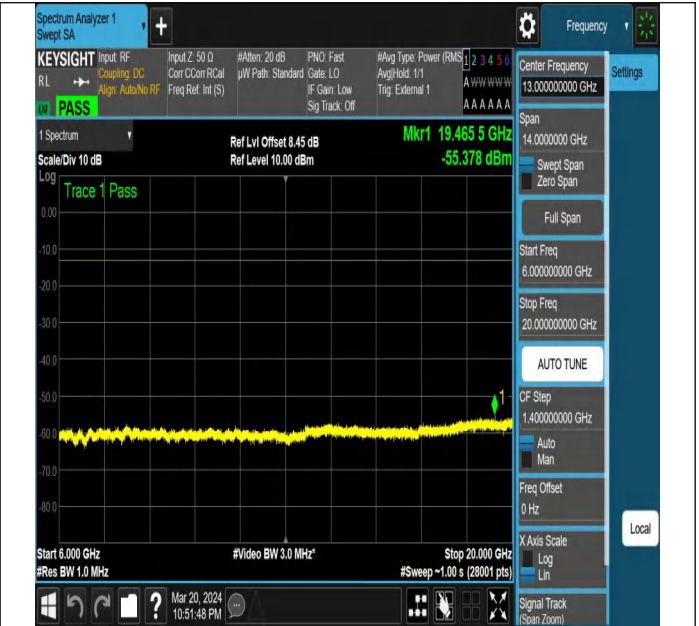 Spectrum Analyzer 1
Swept SA
+
Frequency
KEYSIGHT
RL
PASS
Input: RF
Coupling: DC
Align: Auto/No RF
Input Z: 50 Ω
Corr CCorr RCal
Freq Ref: Int (S)
#Atten: 20 dB
µW Path: Standard
PNO: Fast
Gate: LO
IF Gain: Low
Sig Track: Off
#Avg Type: Power (RMS
Avg|Hold: 1/1
Trig: External 1
1 2 3 4 5 6
A W W W W W
A A A A A A
1 Spectrum
Scale/Div 10 dB
Ref Lvl Offset 8.45 dB
Ref Level 10.00 dBm
Mkr1 19.465 5 GHz
-55.378 dBm
Log
Trace 1 Pass
0.00
-10.0
-20.0
-30.0
-40.0
-50.0
-60.0
-70.0
-80.0
1
Start 6.000 GHz
#Res BW 1.0 MHz
#Video BW 3.0 MHz*
Stop 20.000 GHz
#Sweep ~1.00 s (28001 pts)
Center Frequency
13.000000000 GHz
Settings
Span
14.0000000 GHz
Swept Span
Zero Span
Full Span
Start Freq
6.000000000 GHz
Stop Freq
20.000000000 GHz
AUTO TUNE
CF Step
1.400000000 GHz
Auto
Man
Freq Offset
0 Hz
X Axis Scale
Log
Lin
Local
Signal Track
(Span Zoom)
?
Mar 20, 2024
10:51:48 PM